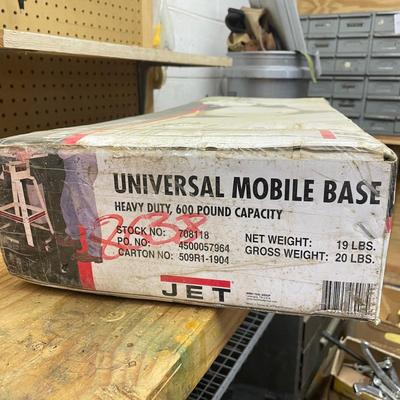 UNIVERSAL MOBILE BASE
HEAVY DUTY, 600 POUND CAPACITY
STOCK NO: 708118
PO. NO: 4500057964
CARTON NO: 509R1-1904
NET WEIGHT: 19 LBS.
GROSS WEIGHT: 20 LBS.
JET